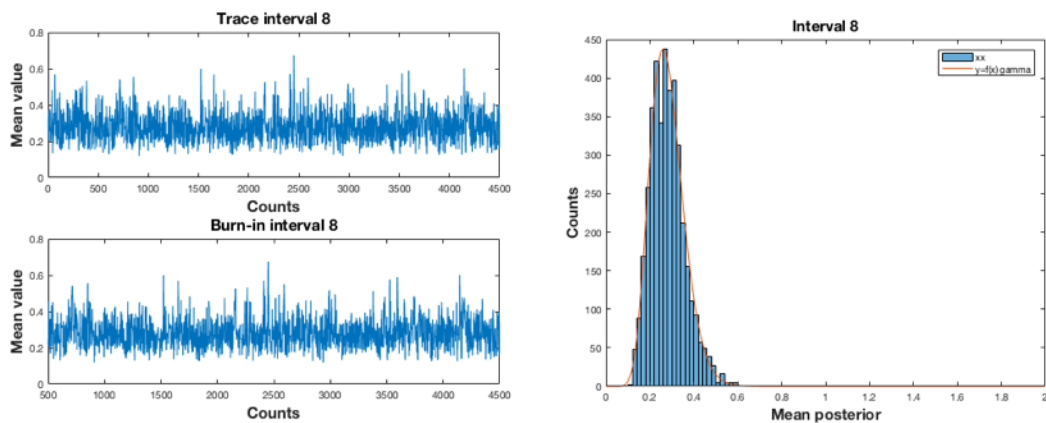 Trace interval 8
Mean value
0.8
0.6
0.4
0.2
0
0 500 1000 1500 2000 2500 3000 3500 4000 4500
Counts
Burn-in interval 8
Mean value
0.8
0.6
0.4
0.2
0
500 1000 1500 2000 2500 3000 3500 4000 4500
Counts
Interval 8
Counts
450
400
350
300
250
200
150
100
50
0
xx
y=f(x) gamma
0 0.2 0.4 0.6 0.8 1 1.2 1.4 1.6 1.8 2
Mean posterior